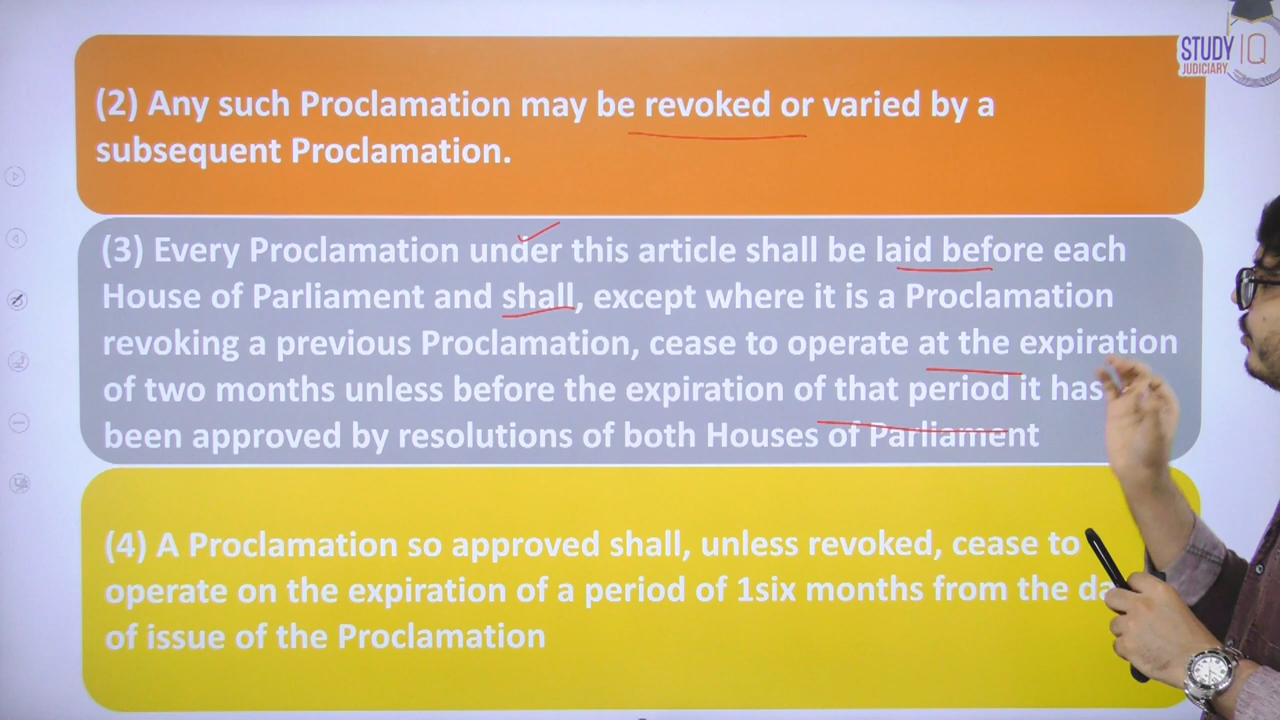 STUDY IQ
JUDICIARY
(2) Any such Proclamation may be revoked or varied by a
subsequent Proclamation.
(3) Every Proclamation under this article shall be laid before each
House of Parliament and shall, except where it is a Proclamation
revoking a previous Proclamation, cease to operate at the expiration
of two months unless before the expiration of that period it has
been approved by resolutions of both Houses of Parliament
(4) A Proclamation so approved shall, unless revoked, cease to
operate on the expiration of a period of 1six months from the
of issue of the Proclamation